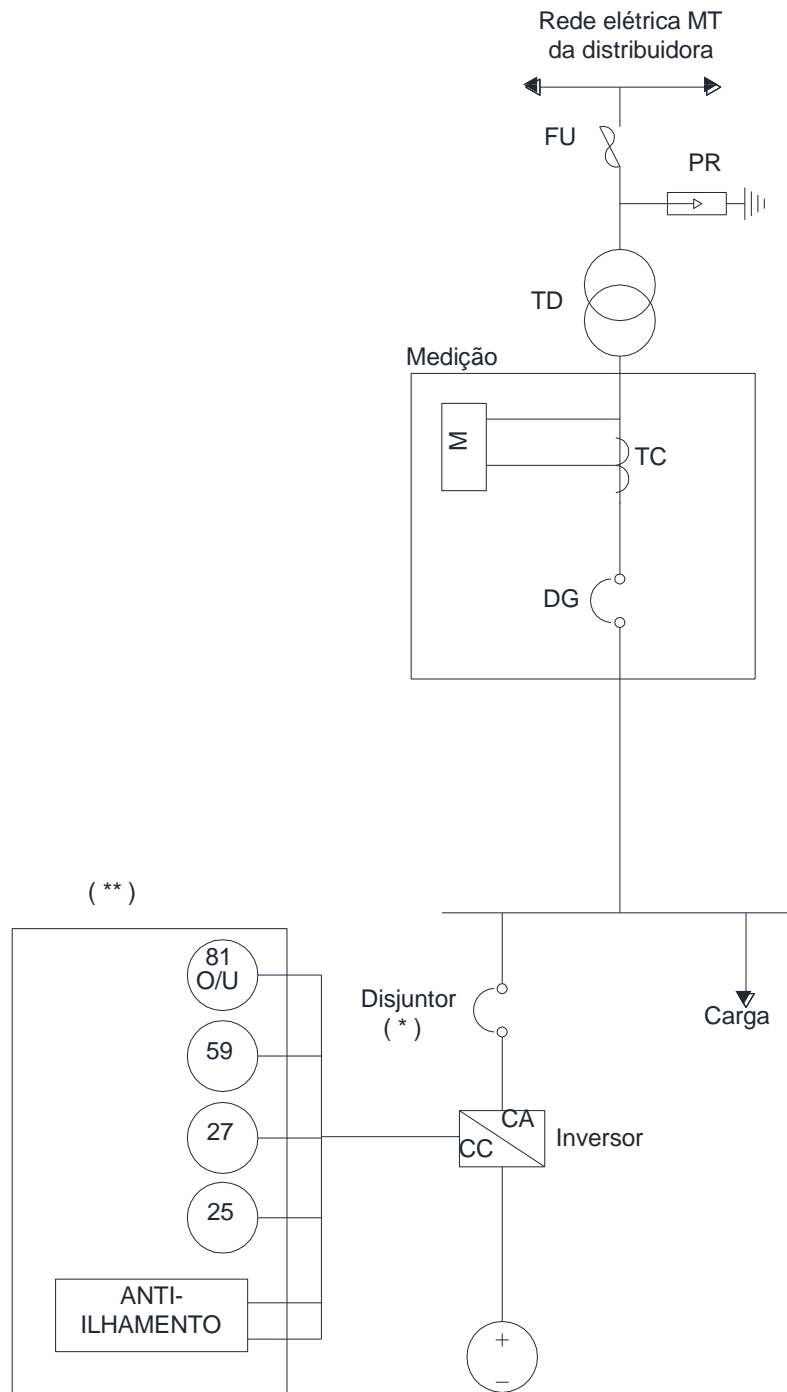 Rede elétrica MT
da distribuidora
FU
PR
TD
Medição
M
TC
DG
( ** )
81
O/U
59
27
25
ANTI-
ILHAMENTO
Disjuntor
( * )
Carga
CA
CC
Inversor
+
–